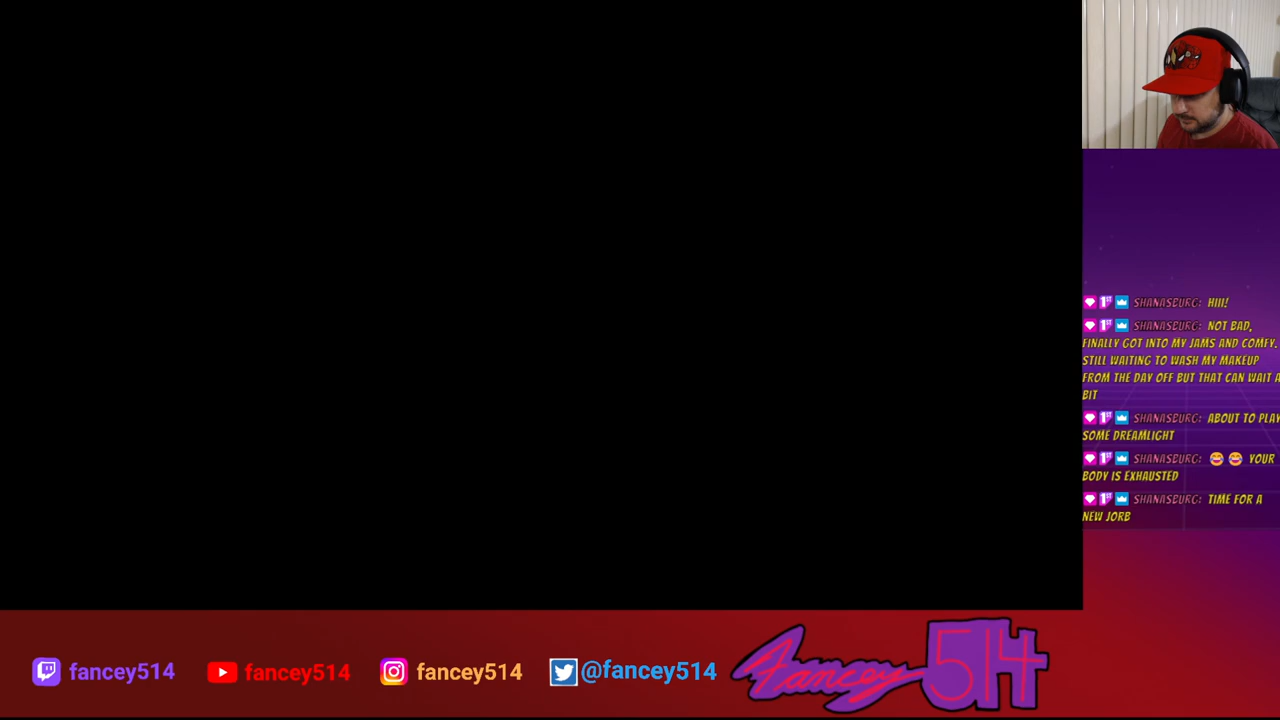 SHANASBURG: HIII!
SHANASBURG: NOT BAD,
FINALLY GOT INTO MY JAMS AND COMFY.
STILL WAITING TO WASH MY MAKEUP
FROM THE DAY OFF BUT THAT CAN WAIT A
BIT
SHANASBURG: ABOUT TO PLAY
SOME DREAMLIGHT
SHANASBURG: 😂 😂 YOUR
BODY IS EXHAUSTED
SHANASBURG: TIME FOR A
NEW JORB
fancey514 fancey514 fancey514 @fancey514 Fancey 514